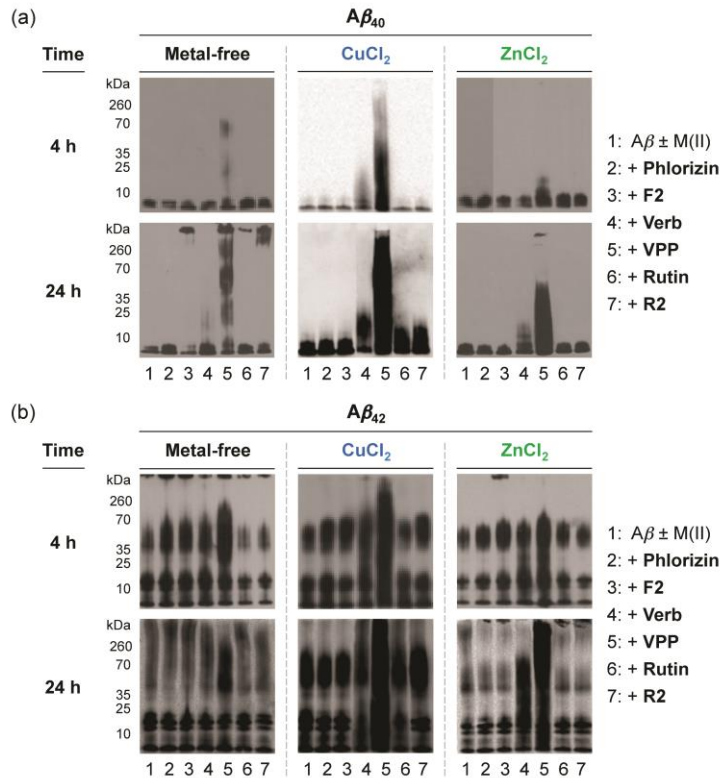 (a)
Aβ40
Time Metal-free CuCl2 ZnCl2
kDa
260
70
4 h
35
25
10
kDa
260
70
24 h
35
25
10
1 2 3 4 5 6 7 1 2 3 4 5 6 7 1 2 3 4 5 6 7
1: Aβ ± M(II)
2: + Phlorizin
3: + F2
4: + Verb
5: + VPP
6: + Rutin
7: + R2
(b)
Aβ42
Time Metal-free CuCl2 ZnCl2
kDa
260
70
4 h
35
25
10
kDa
260
70
24 h
35
25
10
1 2 3 4 5 6 7 1 2 3 4 5 6 7 1 2 3 4 5 6 7
1: Aβ ± M(II)
2: + Phlorizin
3: + F2
4: + Verb
5: + VPP
6: + Rutin
7: + R2